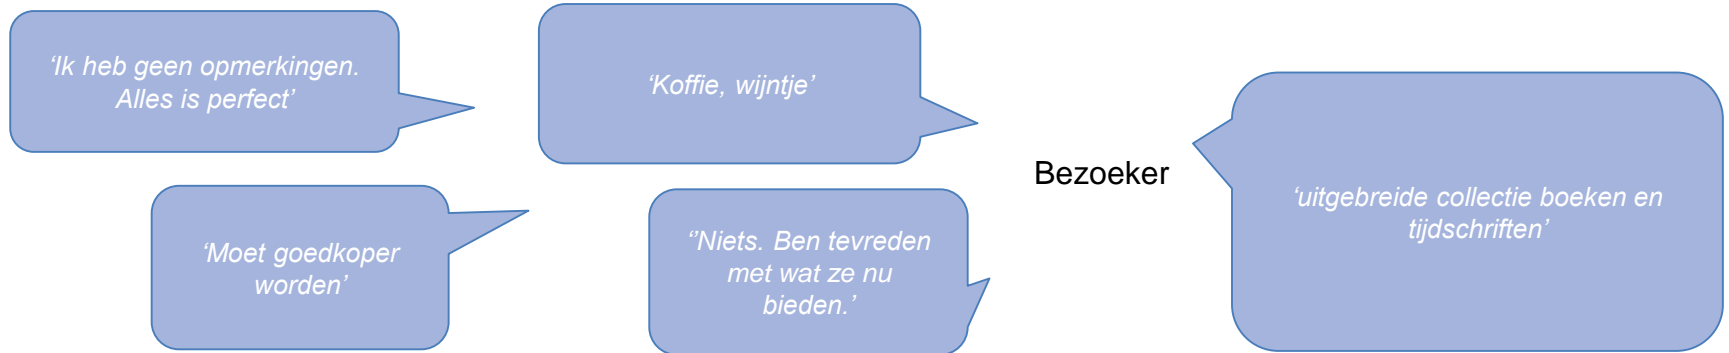 ‘Ik heb geen opmerkingen.
Alles is perfect’
‘Koffie, wijntje’
Bezoeker
‘uitgebreide collectie boeken en
tijdschriften’
‘Moet goedkoper
worden’
‘’Niets. Ben tevreden
met wat ze nu
bieden.’